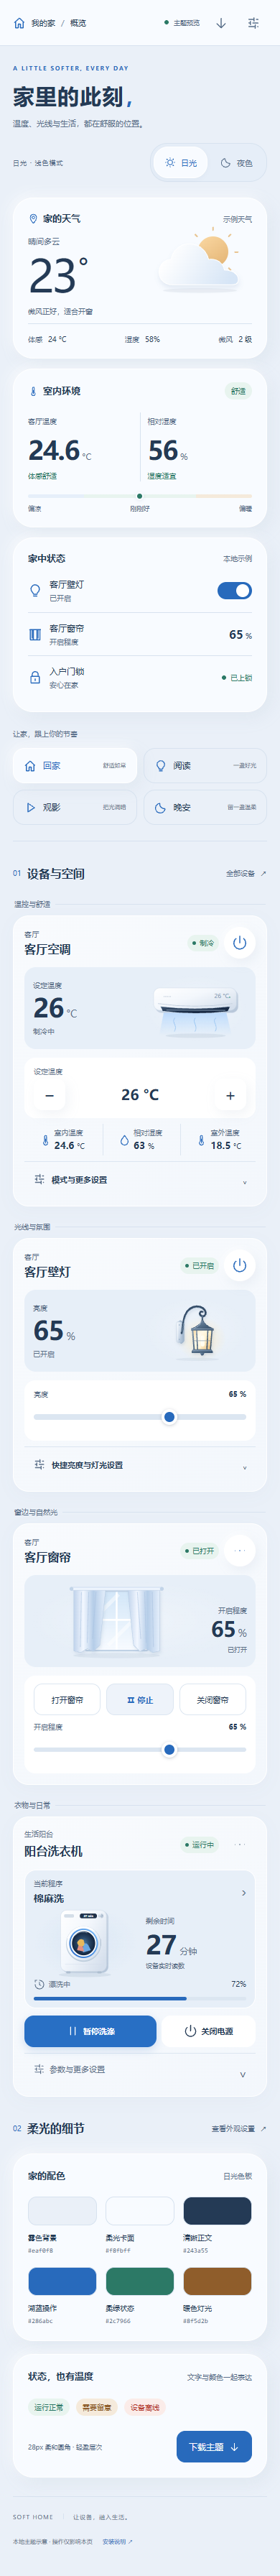 我的家 / 概览
主题预览
A LITTLE SOFTER, EVERY DAY
家里的此刻，
温度、光线与生活，都在舒服的位置。
日光 · 浅色模式
日光
夜色
家的天气
示例天气
晴间多云
23°
微风正好，适合开窗
体感 24 °C
湿度 58%
微风 2 级
室内环境
舒适
客厅温度
相对湿度
24.6 °C
56 %
体感舒适
湿度适宜
偏凉
刚刚好
偏暖
家中状态
本地示例
客厅壁灯
已开启
客厅窗帘
开启程度
65 %
入户门锁
安心在家
已上锁
让家，跟上你的节奏
回家
舒适如常
阅读
一盏好光
观影
把光调暗
晚安
留一盏温柔
01 设备与空间
全部设备 ↗
温控与舒适
客厅
客厅空调
制冷
设定温度
26 °C
制冷中
26 °C
设定温度
− 26 °C +
室内温度
24.6 °C
相对湿度
63 %
室外温度
18.5 °C
模式与更多设置
光线与氛围
客厅
客厅壁灯
已开启
亮度
65 %
已开启
亮度
65 %
快捷亮度与灯光设置
窗边与自然光
客厅
客厅窗帘
已打开
开启程度
65 %
已打开
打开窗帘
停止
关闭窗帘
开启程度
65 %
衣物与日常
生活阳台
阳台洗衣机
运行中
当前程序
棉麻洗
剩余时间
27 分钟
设备实时读数
漂洗中
72%
暂停洗涤
关闭电源
参数与更多设置
02 柔光的细节
查看外观设置 ↗
家的配色
日光色板
雾色背景
#eaf0f8
柔光卡面
#f8fbff
清晰正文
#243a55
湖蓝操作
#286abc
柔绿状态
#2c7966
暖色灯光
#8f5d2b
状态，也有温度
文字与颜色一起表达
运行正常
需要留意
设备离线
28px 柔和圆角 · 轻盈层次
下载主题
SOFT HOME
让设备，融入生活。
本地主题示意 · 操作仅影响本页
安装说明 ↗